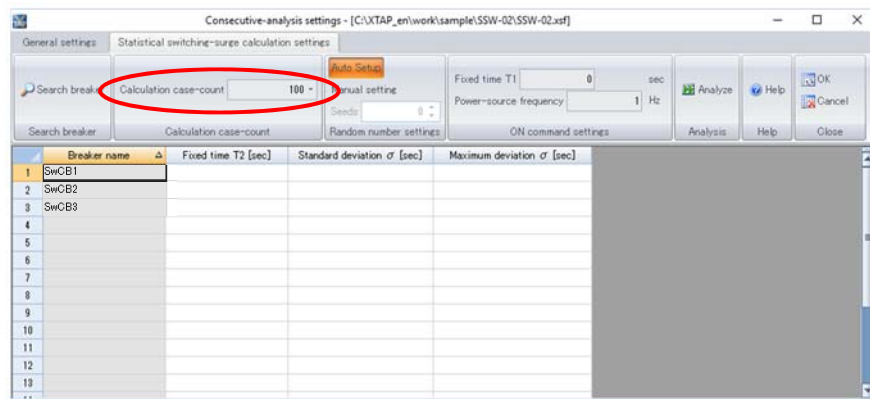 Consecutive-analysis settings - [C:\XTAP_en\work\sample\SSW-02\SSW-02.xsf]
General settings Statistical switching-surge calculation settings
Auto Setup
Search breaker Calculation case-count 100 Manual setting Fixed time T1 0 sec Analyze Help OK
Seeds 0 Power-source frequency 1 Hz Cancel
Search breaker Calculation case-count Random number settings ON command settings Analysis Help Close
Breaker name Fixed time T2 [sec] Standard deviation σ [sec] Maximum deviation σ [sec]
1 SwCB1
2 SwCB2
3 SwCB3
4
5
6
7
8
9
10
11
12
13